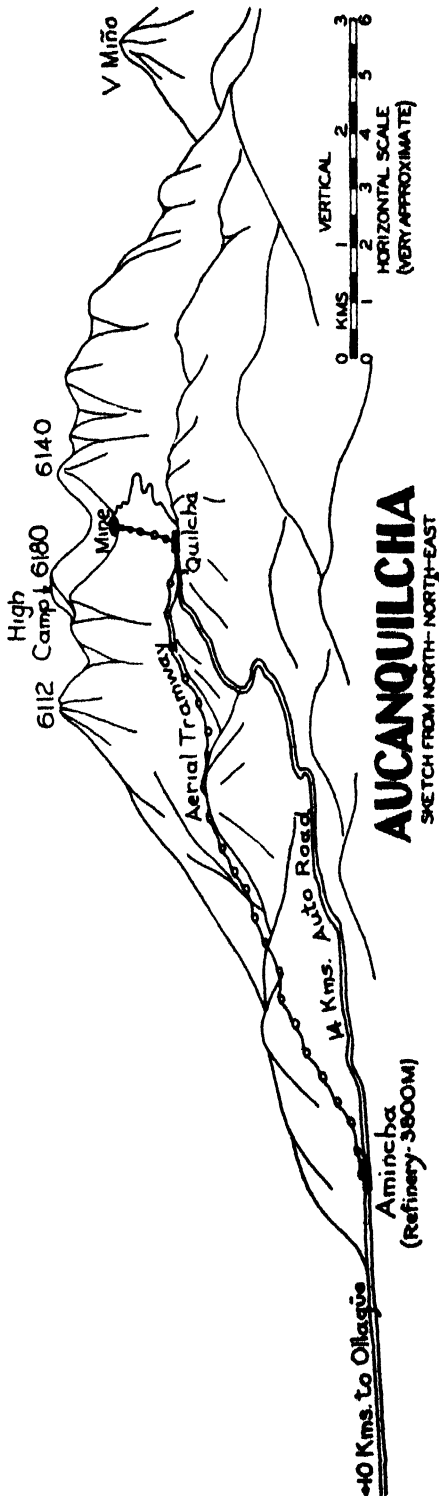 V Miño
High
Camp
6112
6180
6140
Mine
Quilcha
Aerial Tramway
14 Kms. Auto Road
Amincha
(Refinery-3800M)
40 Kms. to Ollagüe
VERTICAL
KMS 0 1 2 3
0 1 2 3 4 5 6
HORIZONTAL SCALE
(VERY APPROXIMATE)
AUCANQUILCHA
SKETCH FROM NORTH-NORTH-EAST